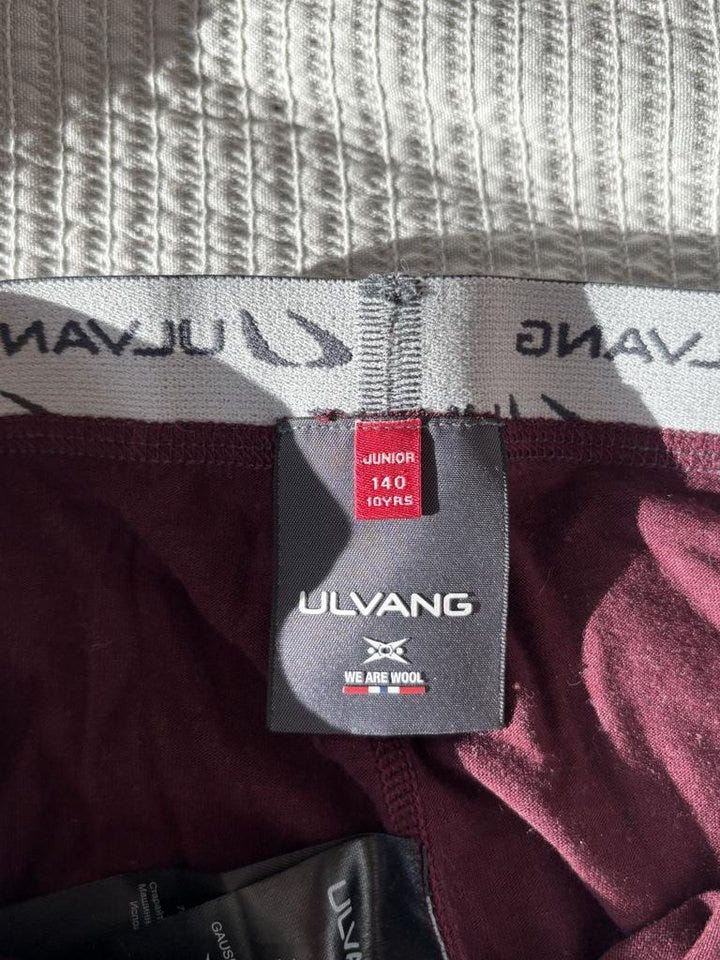 ULVANG
ULVANG
JUNIOR
140
10YRS
ULVANG
WE ARE WOOL